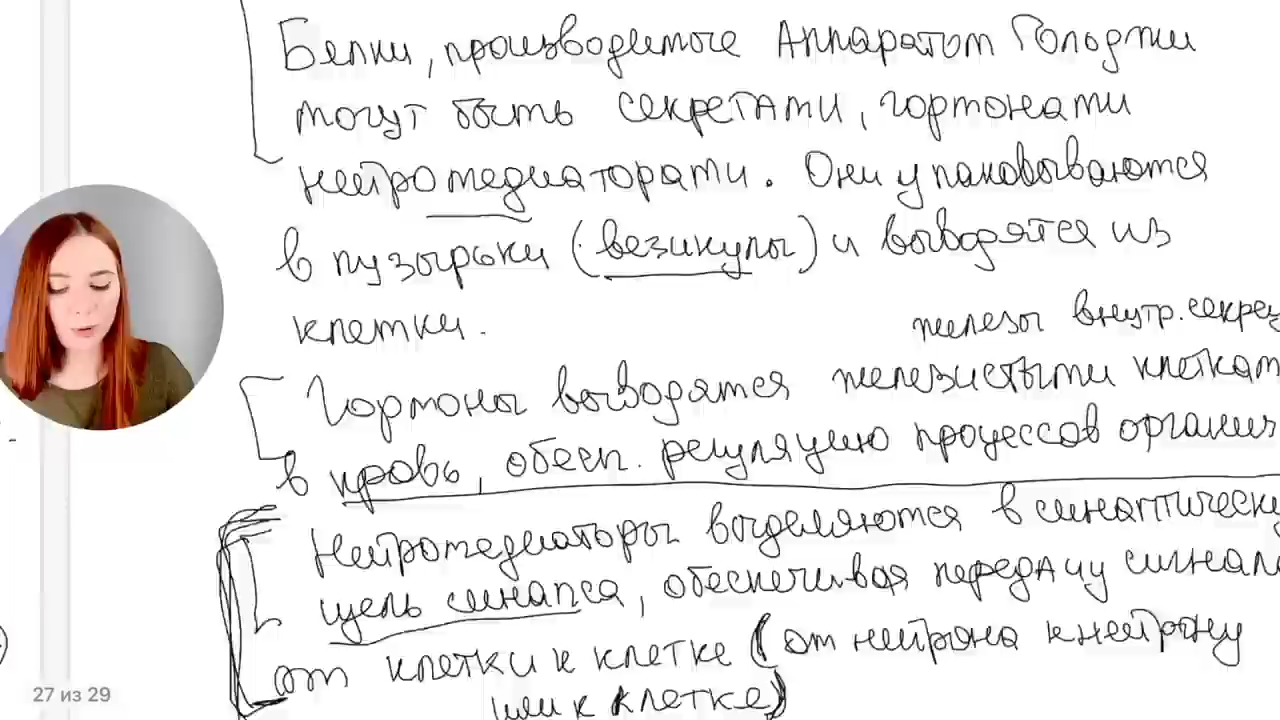 Белки, производимые Аппаратом Гольджи
могут быть секретами, гормонами
нейромедиаторами. Они упаковываются
в пузырьки (везикулы) и выводятся из
клетки.
железы внутр. секрец
Гормоны выводятся железистыми клеткам
в кровь, обесп. регуляцию процессов организ
Нейромедиаторы выделяются в синаптическу
щель синапса, обеспечивая передачу сигнала
от клетки к клетке (от нейрона к нейрону
или к клетке)
27 из 29